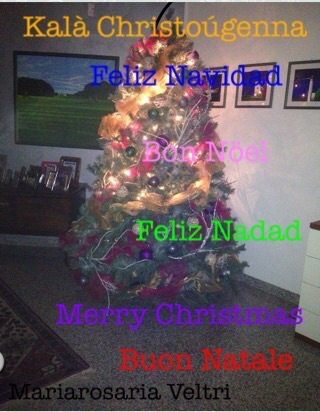 Kalà Christoúgenna
Feliz Navidad
Bon Nöel
Feliz Nadad
Merry Christmas
Buon Natale
Mariarosaria Veltri